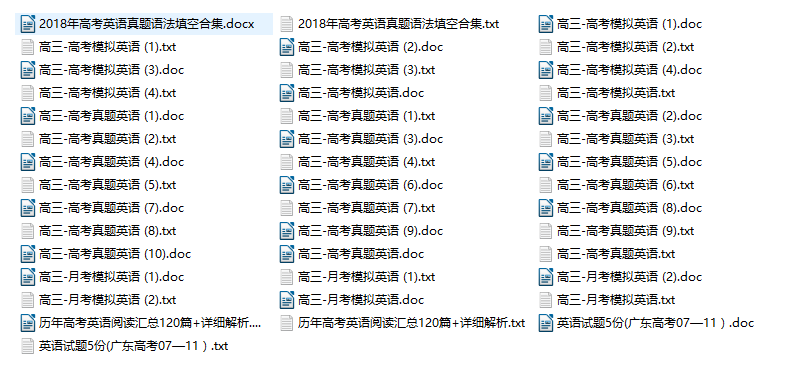 2018年高考英语真题语法填空合集.docx
2018年高考英语真题语法填空合集.txt
高三-高考模拟英语 (1).doc
高三-高考模拟英语 (1).txt
高三-高考模拟英语 (2).doc
高三-高考模拟英语 (2).txt
高三-高考模拟英语 (3).doc
高三-高考模拟英语 (3).txt
高三-高考模拟英语 (4).doc
高三-高考模拟英语 (4).txt
高三-高考模拟英语.doc
高三-高考模拟英语.txt
高三-高考真题英语 (1).doc
高三-高考真题英语 (1).txt
高三-高考真题英语 (2).doc
高三-高考真题英语 (2).txt
高三-高考真题英语 (3).doc
高三-高考真题英语 (3).txt
高三-高考真题英语 (4).doc
高三-高考真题英语 (4).txt
高三-高考真题英语 (5).doc
高三-高考真题英语 (5).txt
高三-高考真题英语 (6).doc
高三-高考真题英语 (6).txt
高三-高考真题英语 (7).doc
高三-高考真题英语 (7).txt
高三-高考真题英语 (8).doc
高三-高考真题英语 (8).txt
高三-高考真题英语 (9).doc
高三-高考真题英语 (9).txt
高三-高考真题英语 (10).doc
高三-高考真题英语.doc
高三-高考真题英语.txt
高三-月考模拟英语 (1).doc
高三-月考模拟英语 (1).txt
高三-月考模拟英语 (2).doc
高三-月考模拟英语 (2).txt
高三-月考模拟英语.doc
高三-月考模拟英语.txt
历年高考英语阅读汇总120篇+详细解析....
历年高考英语阅读汇总120篇+详细解析.txt
英语试题5份(广东高考07—11）.doc
英语试题5份(广东高考07—11）.txt